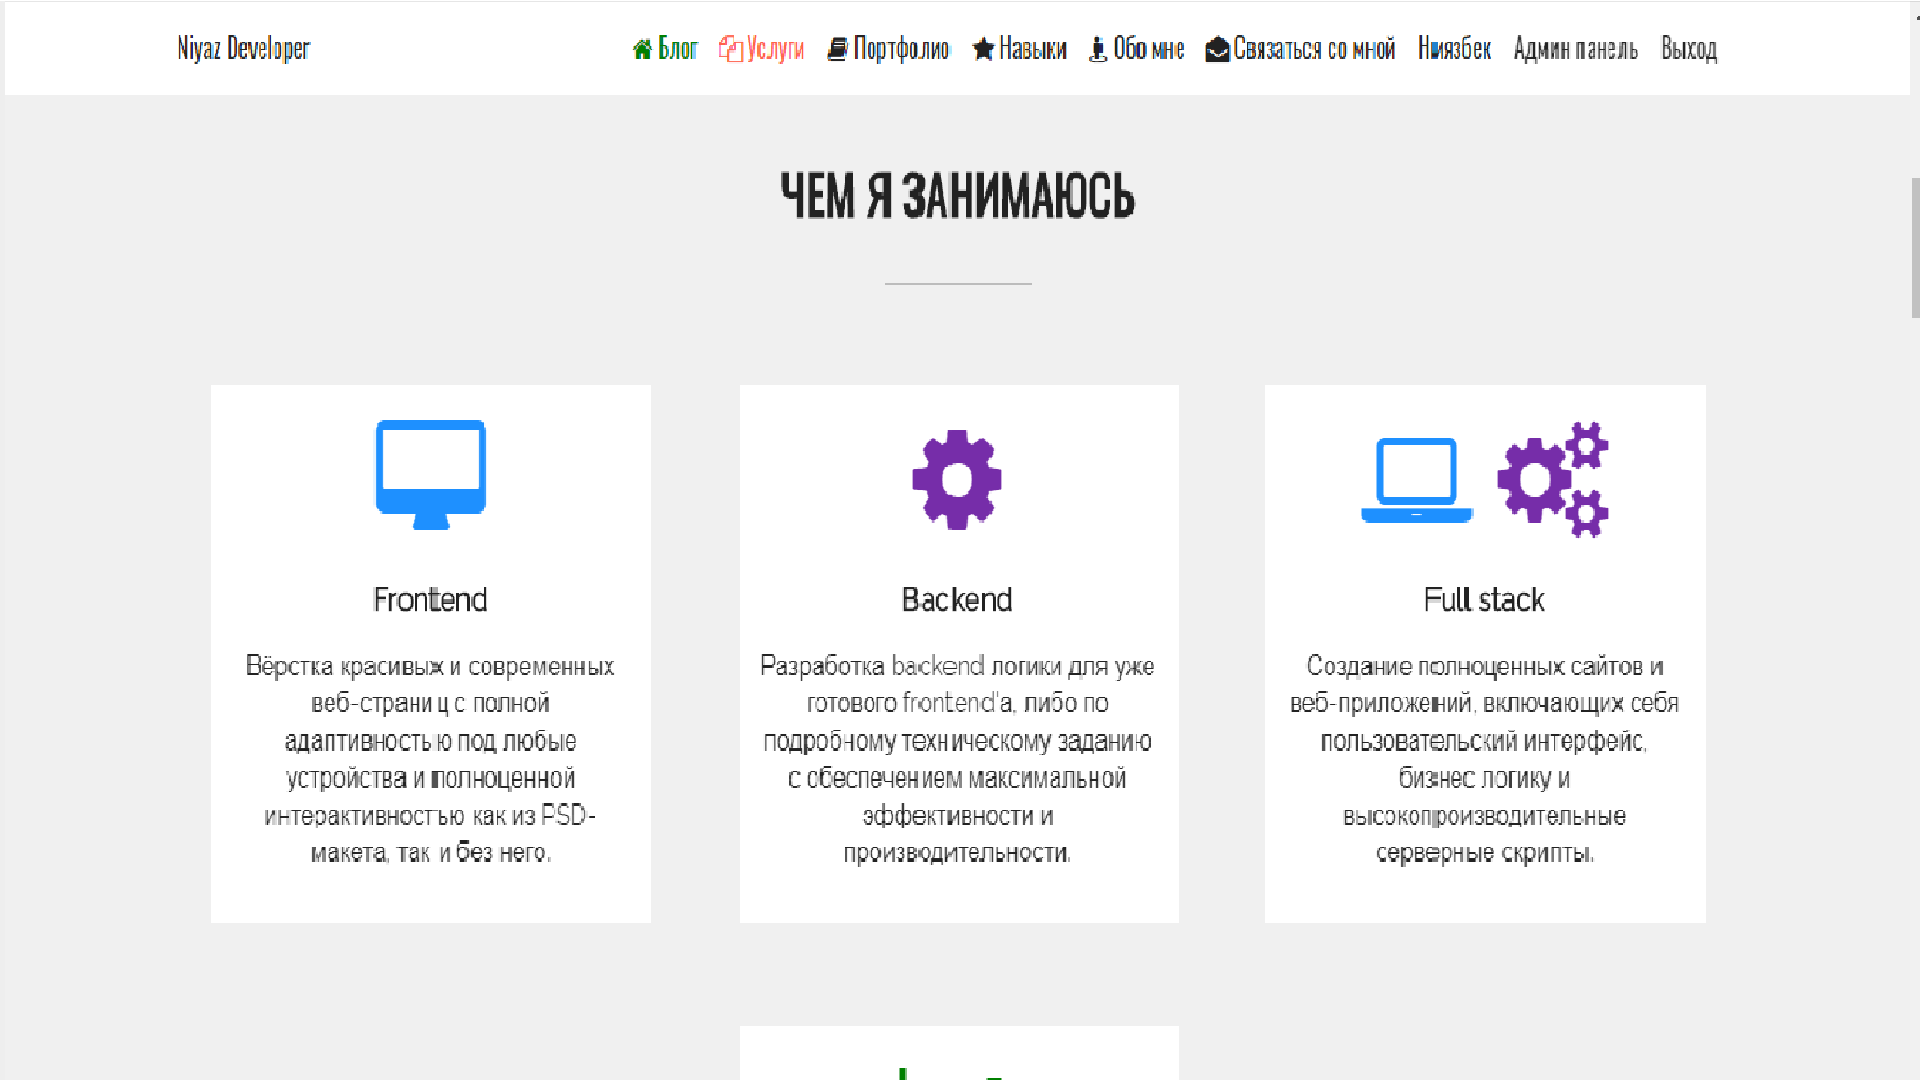 Niyaz Developer
Блог Услуги Портфолио Навыки Обо мне Связаться со мной Ниязбек Админ панель Выход
ЧЕМ Я ЗАНИМАЮСЬ
Frontend
Вёрстка красивых и современных
веб-страниц с полной
адаптивностью под любые
устройства и полноценной
интерактивностью как из PSD-
макета, так и без него.
Backend
Разработка backend логики для уже
готового frontend'а, либо по
подробному техническому заданию
с обеспечением максимальной
эффективности и
производительности.
Full stack
Создание полноценных сайтов и
веб-приложений, включающих себя
пользовательский интерфейс,
бизнес логику и
высокопроизводительные
серверные скрипты.